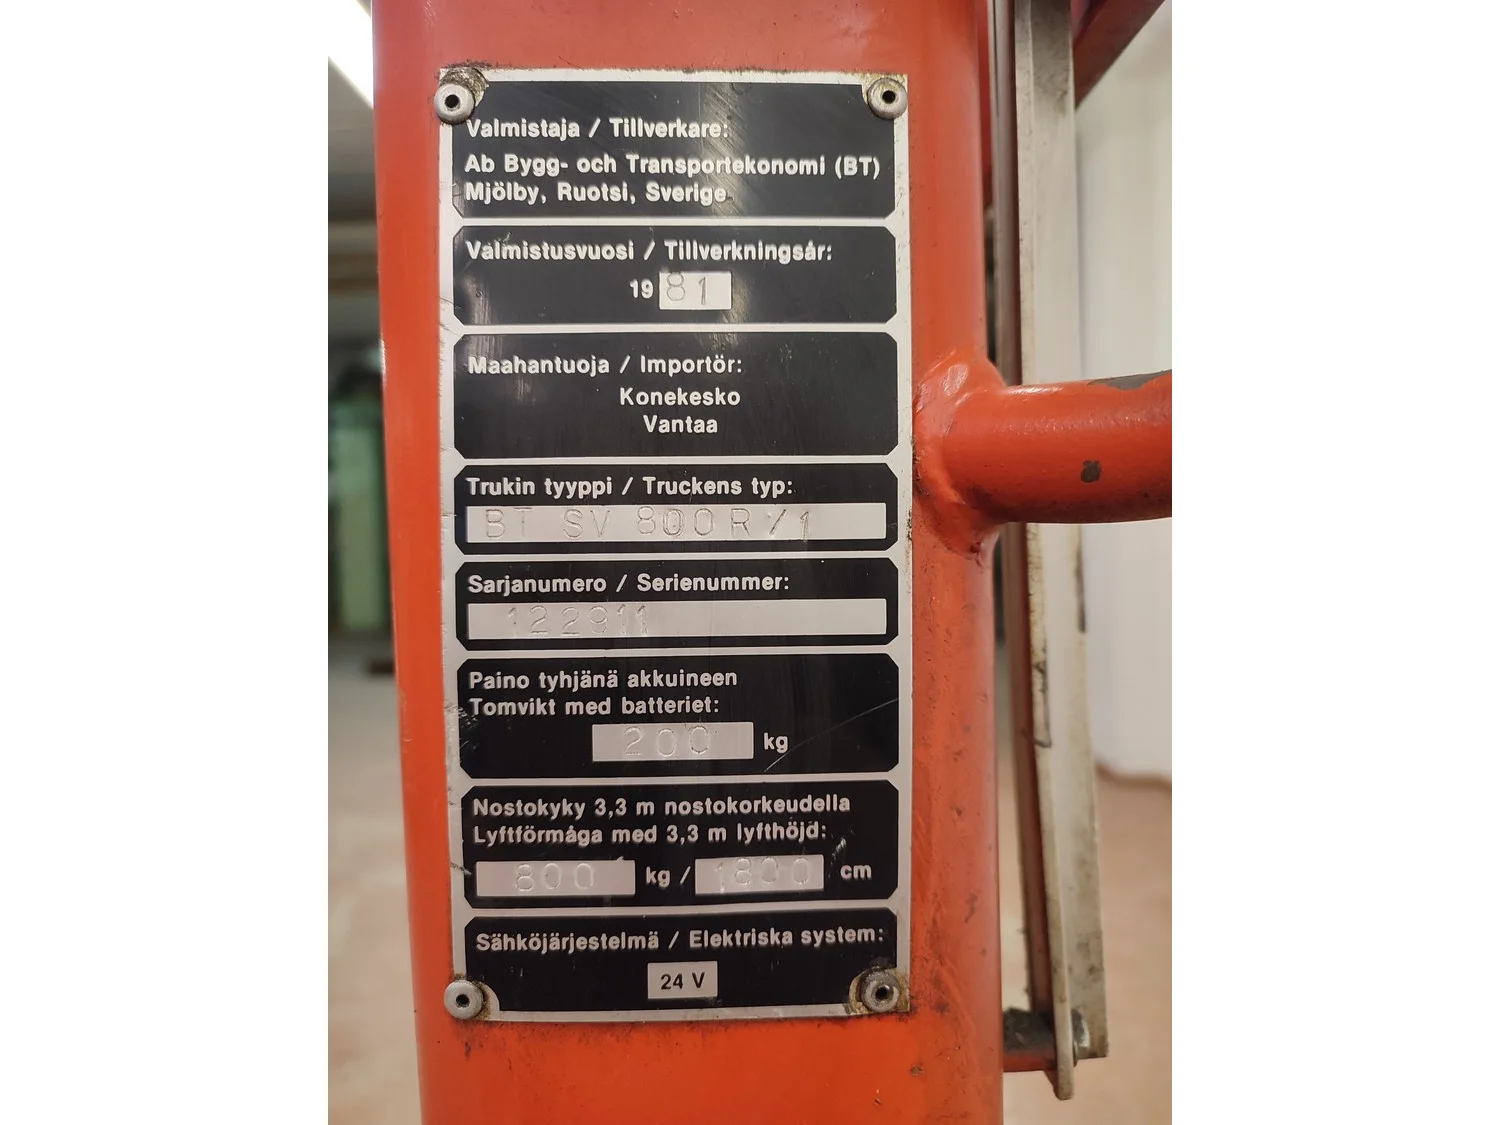 Valmistaja / Tillverkare:
Ab Bygg- och Transportekonomi (BT)
Mjölby, Ruotsi, Sverige
Valmistusvuosi / Tillverkningsår:
1981
Maahantuoja / Importör:
Konekesko
Vantaa
Trukin tyyppi / Truckens typ:
BT SV 800R/1
Sarjanumero / Serienummer:
122911
Paino tyhjänä akkuineen
Tomvikt med batteriet:
200 kg
Nostokyky 3,3 m nostokorkeudella
Lyftförmåga med 3,3 m lyfthöjd:
800 kg / 1800 cm
Sähköjärjestelmä / Elektriska system:
24 V